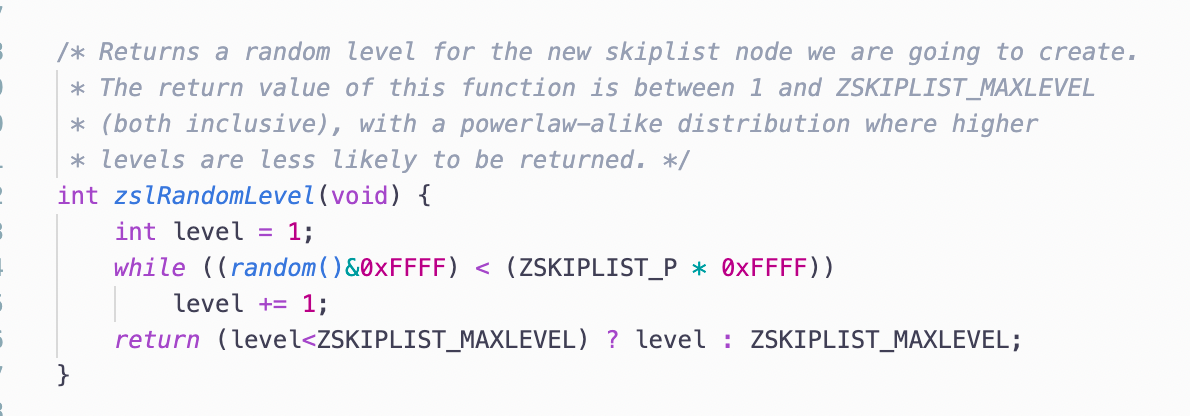 /* Returns a random level for the new skiplist node we are going to create.
 * The return value of this function is between 1 and ZSKIPLIST_MAXLEVEL
 * (both inclusive), with a powerlaw-alike distribution where higher
 * levels are less likely to be returned. */
int zslRandomLevel(void) {
    int level = 1;
    while ((random()&0xFFFF) < (ZSKIPLIST_P * 0xFFFF))
        level += 1;
    return (level<ZSKIPLIST_MAXLEVEL) ? level : ZSKIPLIST_MAXLEVEL;
}